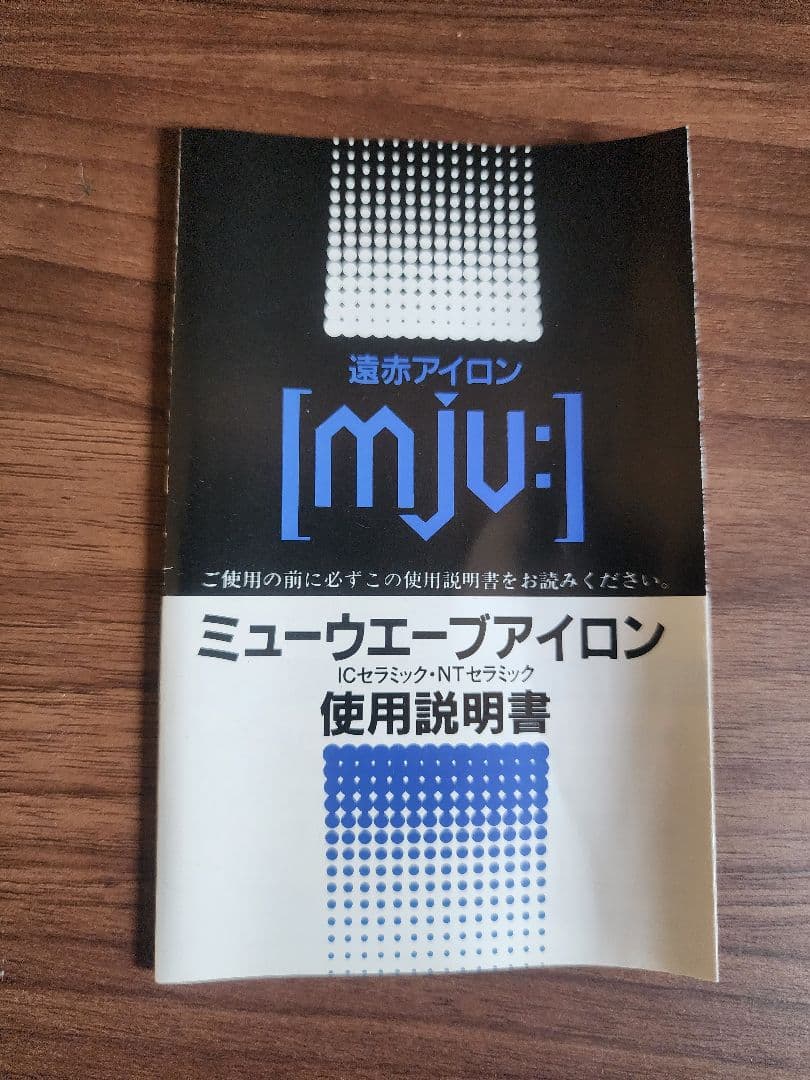 遠赤アイロン
[mju:]
ご使用の前に必ずこの使用説明書をお読みください。
ミューウエーブアイロン
ICセラミック・NTセラミック
使用説明書